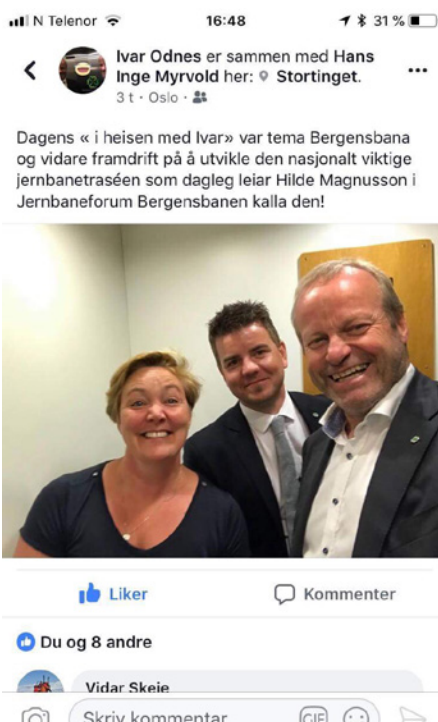 N Telenor 16:48 31 %
Ivar Odnes er sammen med Hans
Inge Myrvold her: Stortinget.
3 t · Oslo ·
Dagens « i heisen med Ivar» var tema Bergensbana
og vidare framdrift på å utvikle den nasjonalt viktige
jernbanetraséen som dagleg leiar Hilde Magnusson i
Jernbaneforum Bergensbanen kalla den!
Liker Kommenter
Du og 8 andre
Vidar Skeie
Skriv kommentar GIF